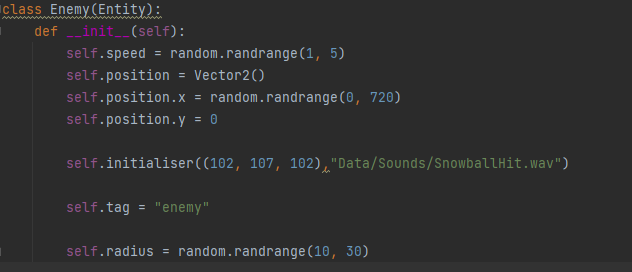 class Enemy(Entity):
    def __init__(self):
        self.speed = random.randrange(1, 5)
        self.position = Vector2()
        self.position.x = random.randrange(0, 720)
        self.position.y = 0
        self.initialiser((102, 107, 102),"Data/Sounds/SnowballHit.wav")
        self.tag = "enemy"
        self.radius = random.randrange(10, 30)